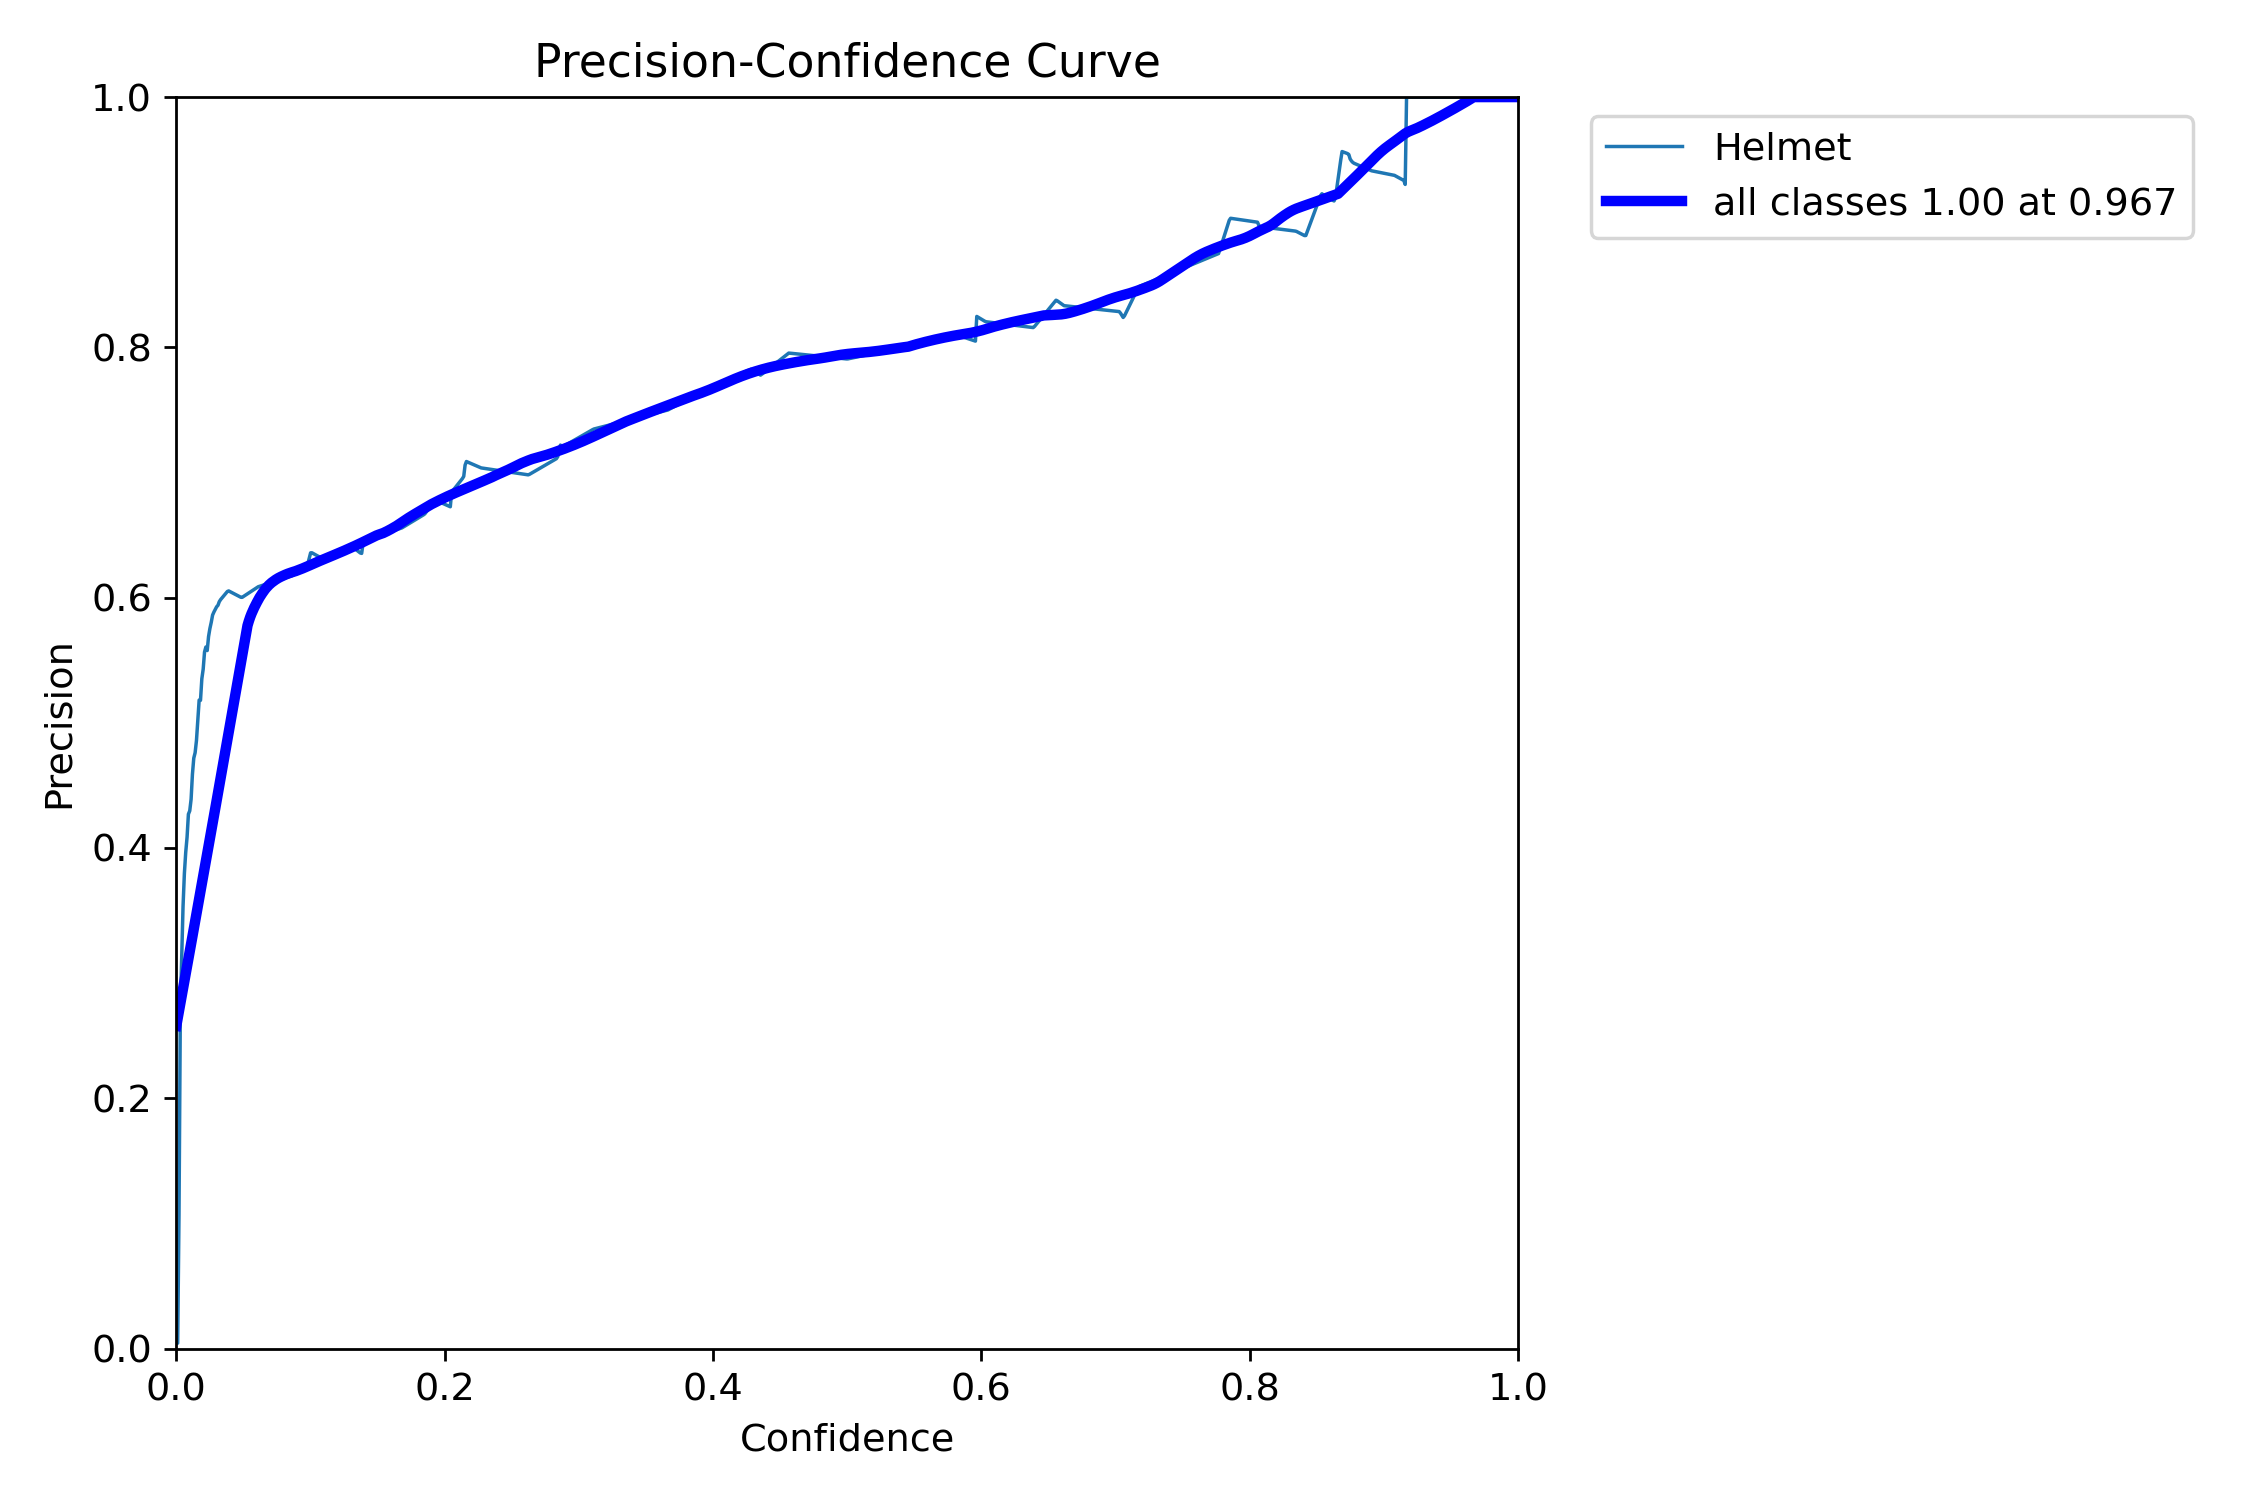 Precision-Confidence Curve
1.0
0.8
0.6
0.4
0.2
0.0
Precision
0.0 0.2 0.4 0.6 0.8 1.0
Confidence
Helmet
all classes 1.00 at 0.967